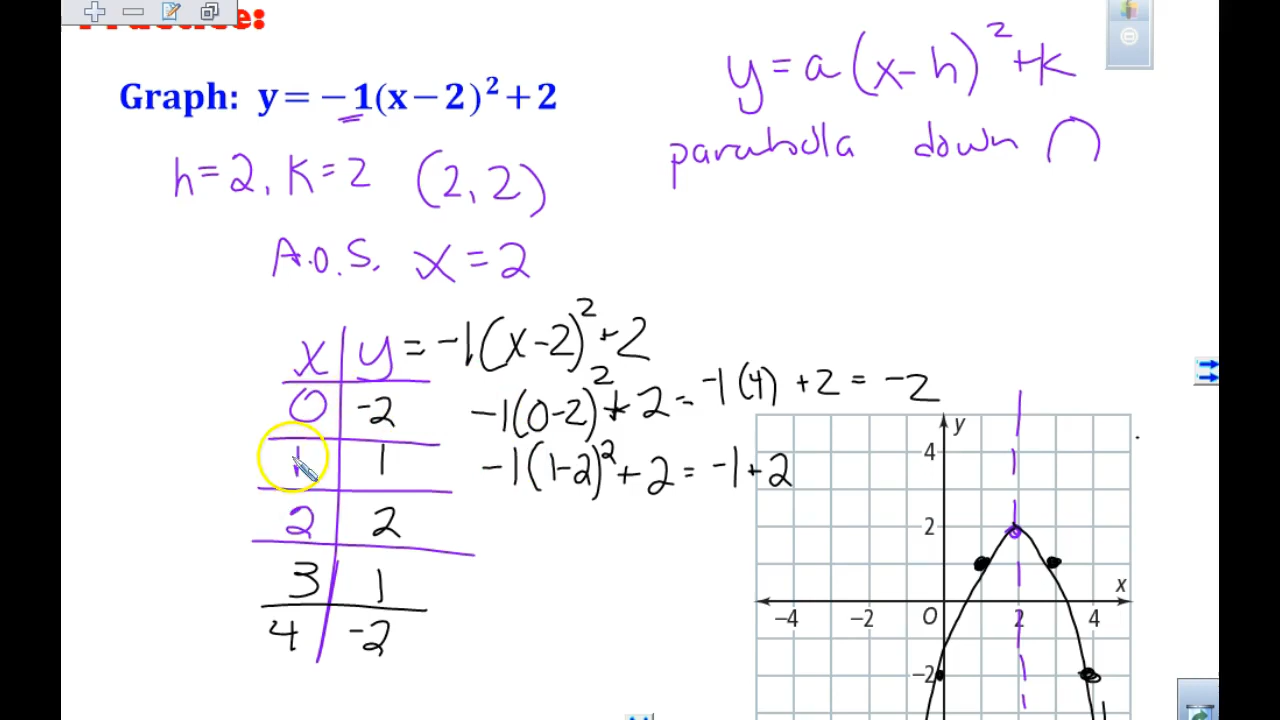 Practice:
Graph: y = −1(x − 2)² + 2
y = a(x - h)² + k
parabola down
h = 2, k = 2 (2, 2)
A.O.S. x = 2
x | y = -1(x - 2)² + 2
0 | -2 -1(0 - 2)² + 2 = -1(4) + 2 = -2
1 | 1 -1(1 - 2)² + 2 = -1 + 2
2 | 2
3 | 1
4 | -2
y
4
2
x
−4 −2 O 2 4
−2